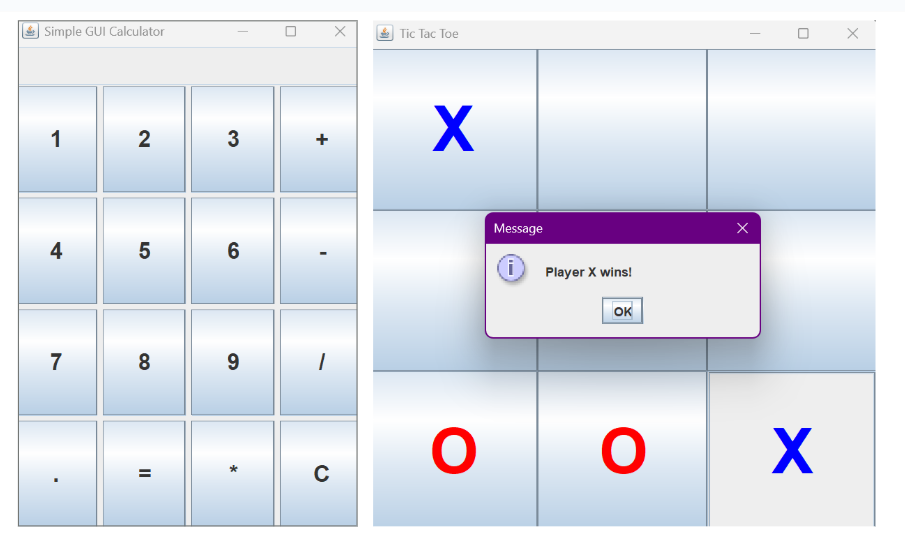 Simple GUI Calculator
1 2 3 +
4 5 6 -
7 8 9 /
. = * C
Tic Tac Toe
X
Message
Player X wins!
OK
O O X